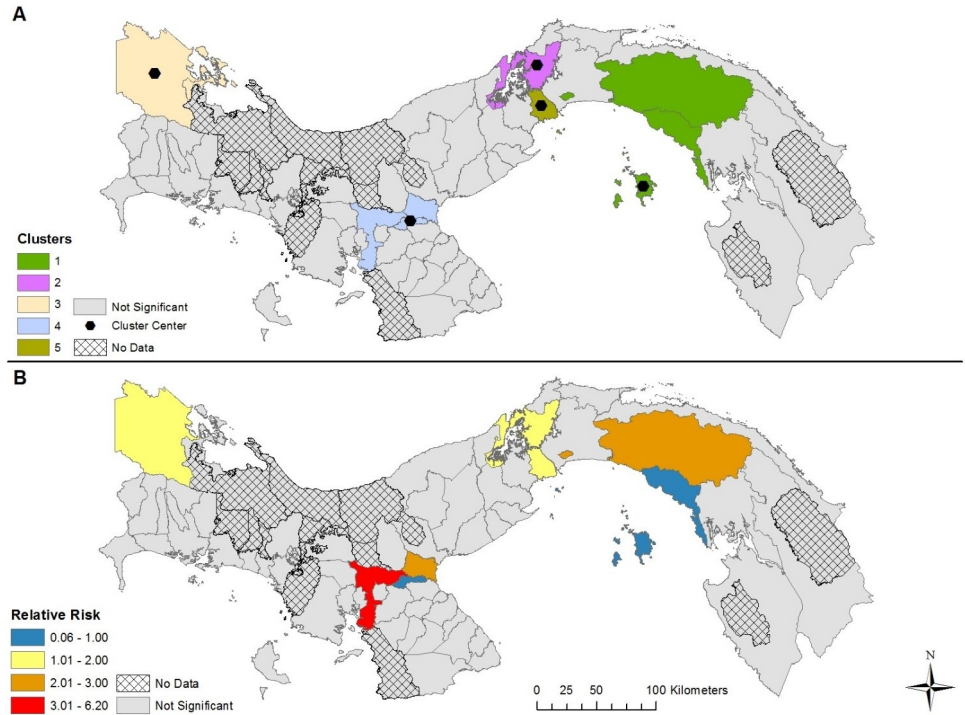 A
Clusters
1
2
3
4
5
Not Significant
Cluster Center
No Data
B
Relative Risk
0.06 - 1.00
1.01 - 2.00
2.01 - 3.00
3.01 - 6.20
No Data
Not Significant
0 25 50 100 Kilometers
N